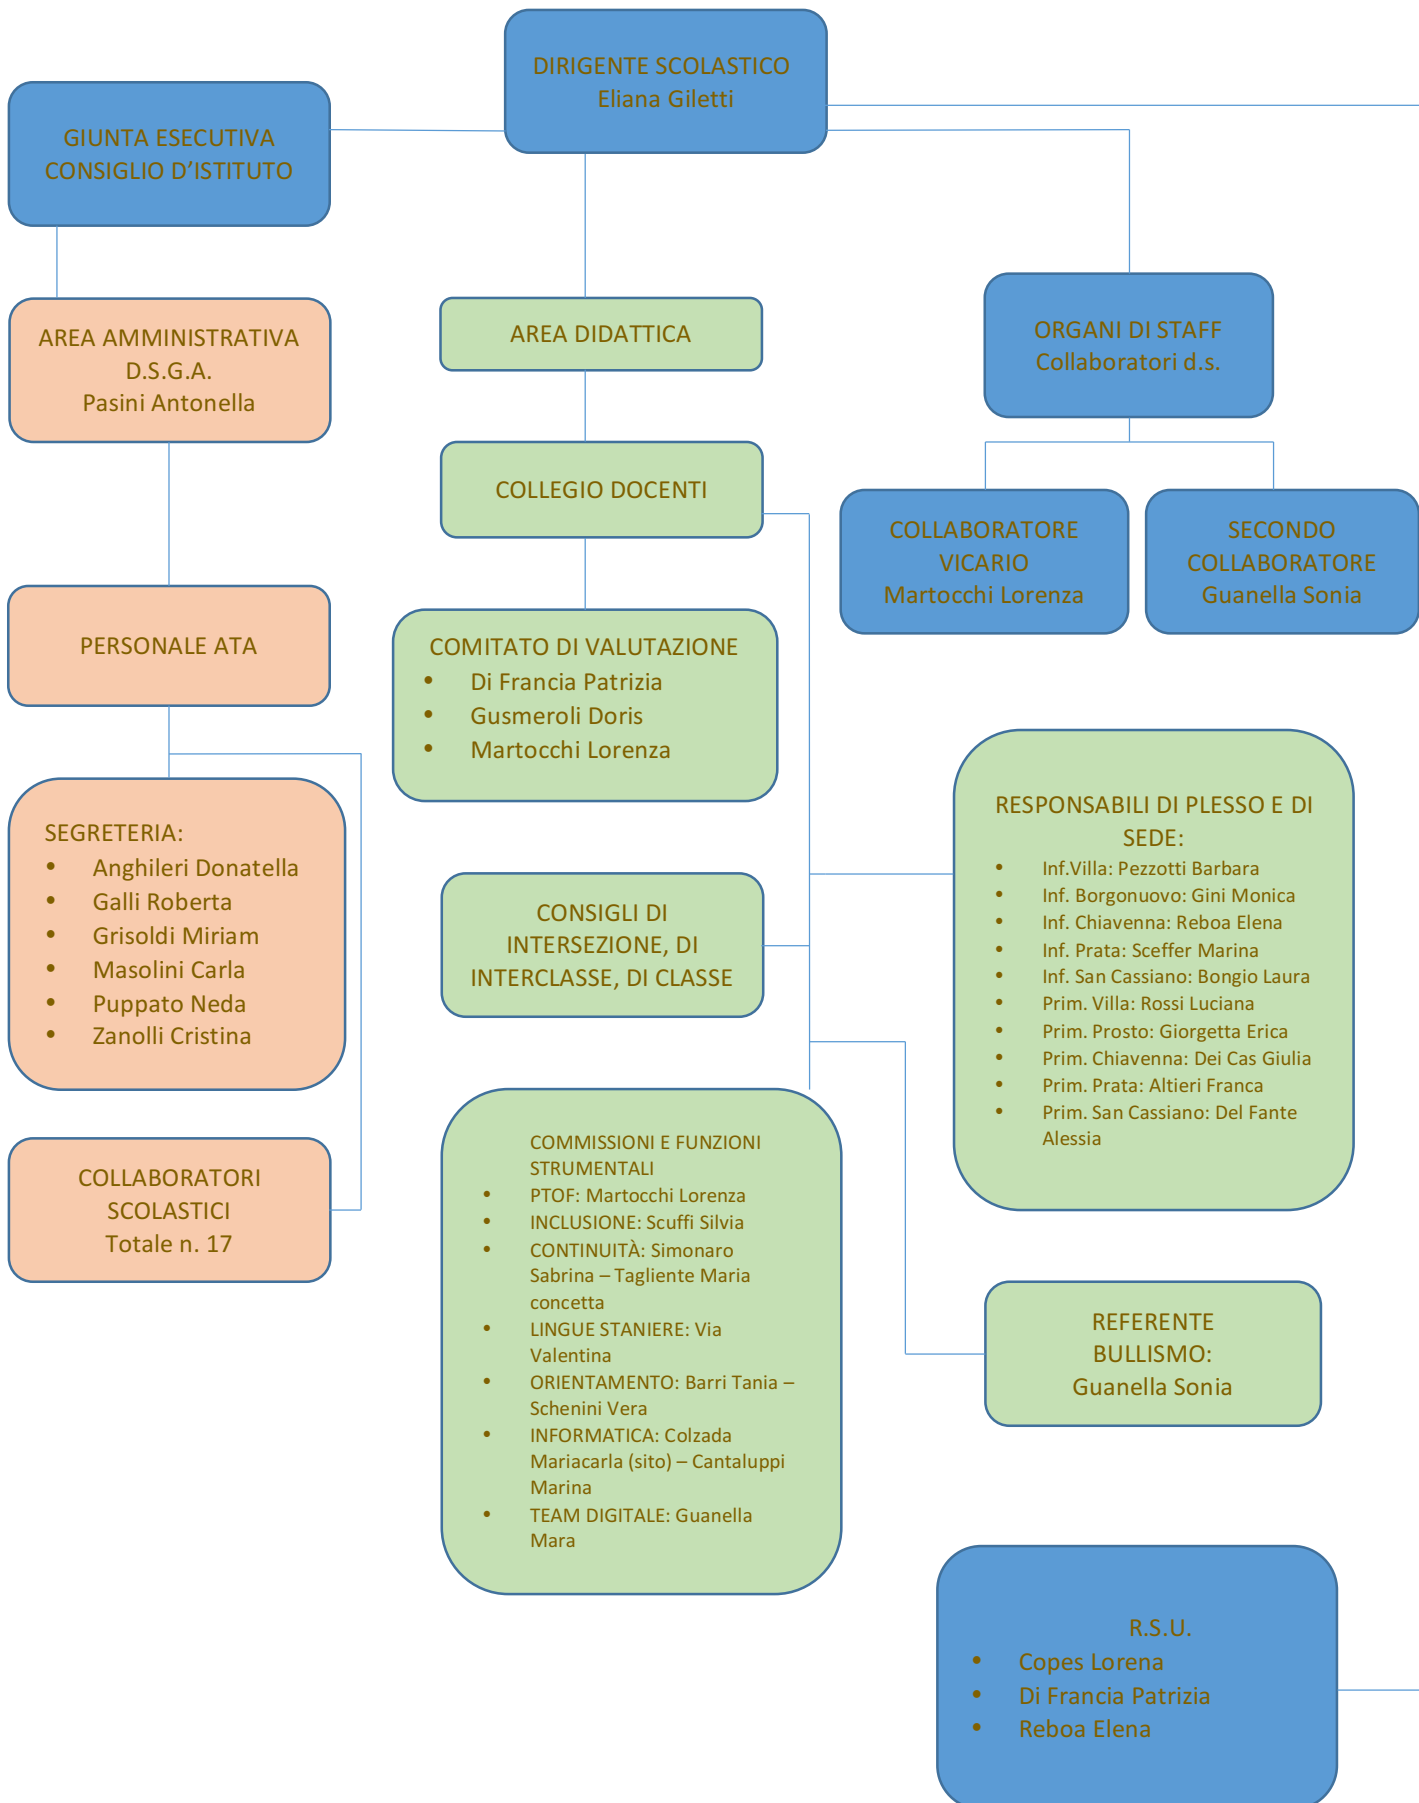 DIRIGENTE SCOLASTICO
Eliana Giletti
GIUNTA ESECUTIVA
CONSIGLIO D’ISTITUTO
AREA AMMINISTRATIVA
D.S.G.A.
Pasini Antonella
AREA DIDATTICA
ORGANI DI STAFF
Collaboratori d.s.
COLLEGIO DOCENTI
COLLABORATORE
VICARIO
Martocchi Lorenza
SECONDO
COLLABORATORE
Guanella Sonia
PERSONALE ATA
COMITATO DI VALUTAZIONE
• Di Francia Patrizia
• Gusmeroli Doris
• Martocchi Lorenza
SEGRETERIA:
• Anghileri Donatella
• Galli Roberta
• Grisoldi Miriam
• Masolini Carla
• Puppato Neda
• Zanolli Cristina
RESPONSABILI DI PLESSO E DI
SEDE:
• Inf.Villa: Pezzotti Barbara
• Inf. Borgonuovo: Gini Monica
• Inf. Chiavenna: Reboa Elena
• Inf. Prata: Sceffer Marina
• Inf. San Cassiano: Bongio Laura
• Prim. Villa: Rossi Luciana
• Prim. Prosto: Giorgetta Erica
• Prim. Chiavenna: Dei Cas Giulia
• Prim. Prata: Altieri Franca
• Prim. San Cassiano: Del Fante
Alessia
CONSIGLI DI
INTERSEZIONE, DI
INTERCLASSE, DI CLASSE
COLLABORATORI
SCOLASTICI
Totale n. 17
COMMISSIONI E FUNZIONI
STRUMENTALI
• PTOF: Martocchi Lorenza
• INCLUSIONE: Scuffi Silvia
• CONTINUITÀ: Simonaro
Sabrina – Tagliente Maria
concetta
• LINGUE STANIERE: Via
Valentina
• ORIENTAMENTO: Barri Tania –
Schenini Vera
• INFORMATICA: Colzada
Mariacarla (sito) – Cantaluppi
Marina
• TEAM DIGITALE: Guanella
Mara
REFERENTE
BULLISMO:
Guanella Sonia
R.S.U.
• Copes Lorena
• Di Francia Patrizia
• Reboa Elena